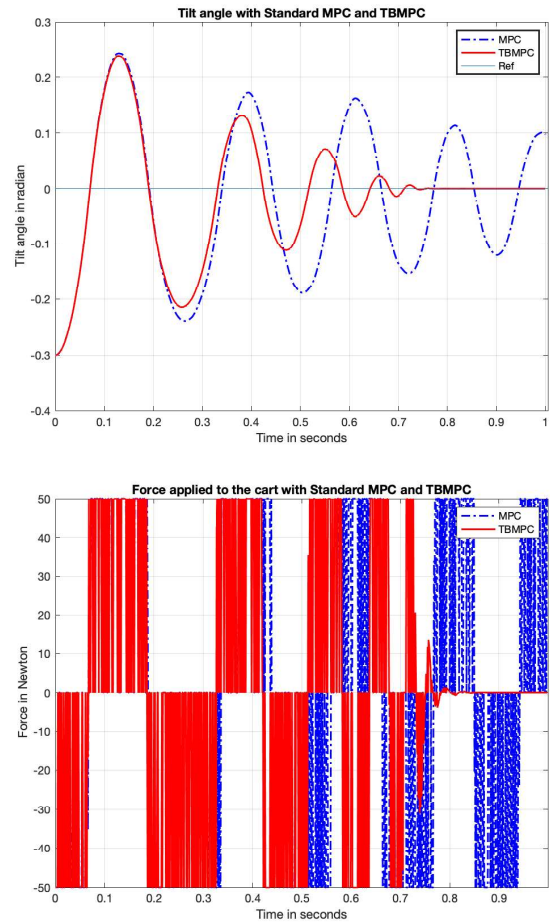 Tilt angle with Standard MPC and TBMPC
0.3
0.2
0.1
0
-0.1
-0.2
-0.3
-0.4
Tilt angle in radian
MPC
TBMPC
Ref
0 0.1 0.2 0.3 0.4 0.5 0.6 0.7 0.8 0.9 1
Time in seconds
Force applied to the cart with Standard MPC and TBMPC
50
40
30
20
10
0
-10
-20
-30
-40
-50
Force in Newton
MPC
TBMPC
0 0.1 0.2 0.3 0.4 0.5 0.6 0.7 0.8 0.9
Time in seconds